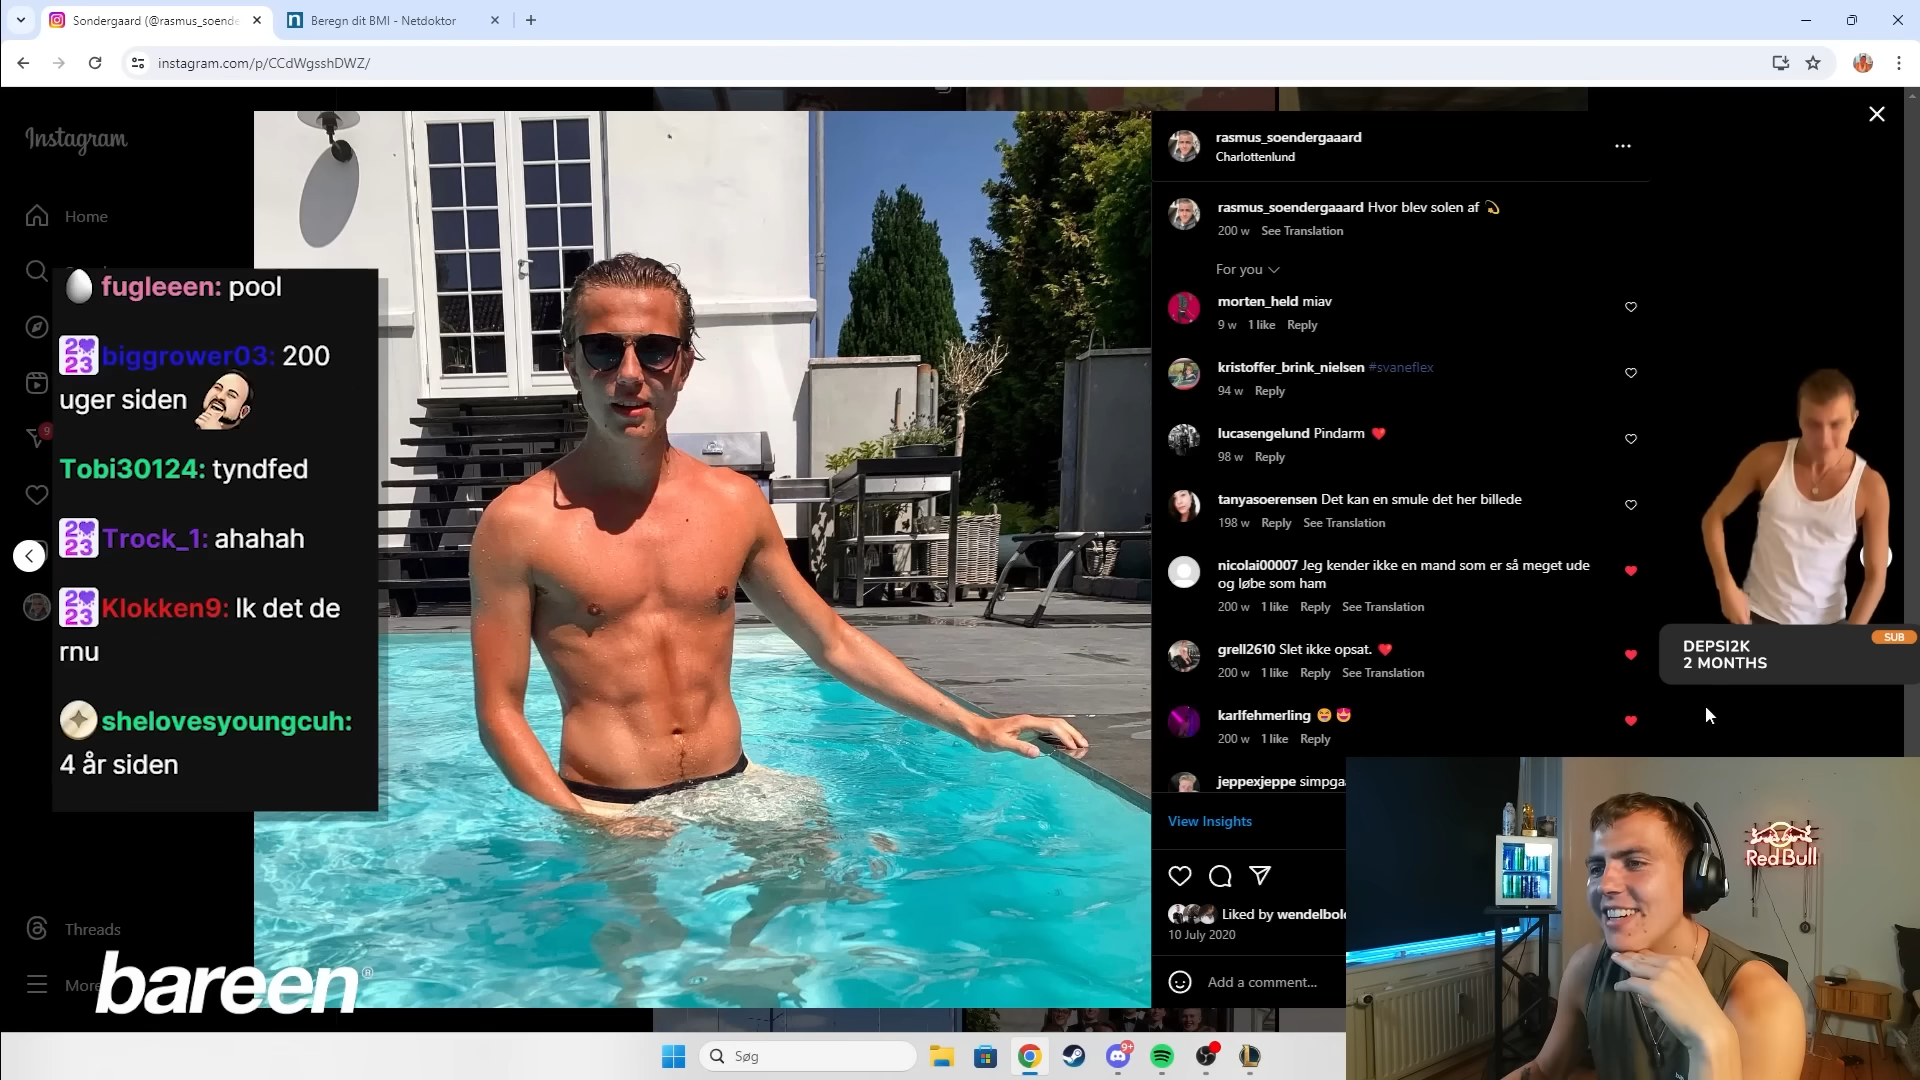 Sondergaard (@rasmus_soende
Beregn dit BMI - Netdoktor
instagram.com/p/CCdWgsshDWZ/
Instagram
Home
9
fugleeen: pool
2023 biggrower03: 200
uger siden
Tobi30124: tyndfed
2023 Trock_1: ahahah
2023 Klokken9: Ik det de
rnu
shelovesyoungcuh:
4 år siden
Threads
More
bareen®
rasmus_soendergaaard
Charlottenlund
rasmus_soendergaaard Hvor blev solen af
200 w See Translation
For you
morten_held miav
9 w 1 like Reply
kristoffer_brink_nielsen #svaneflex
94 w Reply
lucasengelund Pindarm
98 w Reply
tanyasoerensen Det kan en smule det her billede
198 w Reply See Translation
nicolai00007 Jeg kender ikke en mand som er så meget ude
og løbe som ham
200 w 1 like Reply See Translation
grell2610 Slet ikke opsat.
200 w 1 like Reply See Translation
karlfehmerling
200 w 1 like Reply
jeppexjeppe simpga
View Insights
Liked by wendelbol
10 July 2020
Add a comment...
SUB
DEPSI2K
2 MONTHS
Red Bull
Søg
9+